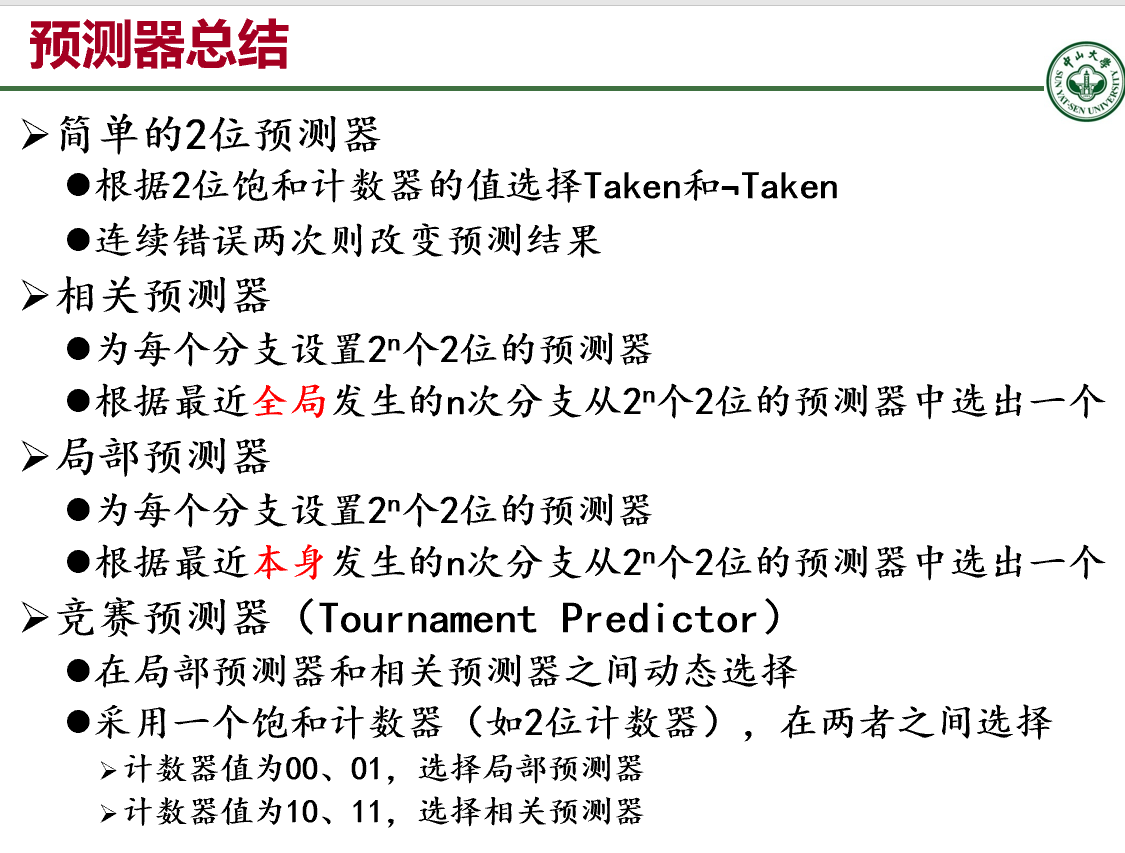 预测器总结
中山大学
SUN YAT-SEN UNIVERSITY
➢简单的2位预测器
●根据2位饱和计数器的值选择Taken和¬Taken
●连续错误两次则改变预测结果
➢相关预测器
●为每个分支设置2ⁿ个2位的预测器
●根据最近全局发生的n次分支从2ⁿ个2位的预测器中选出一个
➢局部预测器
●为每个分支设置2ⁿ个2位的预测器
●根据最近本身发生的n次分支从2ⁿ个2位的预测器中选出一个
➢竞赛预测器（Tournament Predictor）
●在局部预测器和相关预测器之间动态选择
●采用一个饱和计数器（如2位计数器），在两者之间选择
➢计数器值为00、01，选择局部预测器
➢计数器值为10、11，选择相关预测器